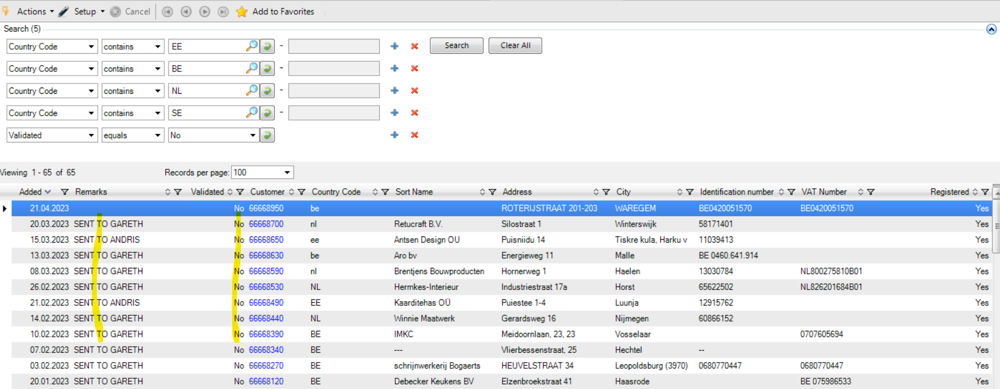 Actions Setup Cancel Add to Favorites
Search (5)
Country Code contains EE - Search Clear All
Country Code contains BE -
Country Code contains NL -
Country Code contains SE -
Validated equals No
Viewing 1 - 65 of 65 Records per page: 100
Added Remarks Validated Customer Country Code Sort Name Address City Identification number VAT Number Registered
21.04.2023 No 66668950 be ROTERIJSTRAAT 201-203 WAREGEM BE0420051570 BE0420051570 Yes
20.03.2023 SENT TO GARETH No 66668700 nl Retucraft B.V. Silostraat 1 Winterswijk 58171401 Yes
15.03.2023 SENT TO ANDRIS No 66668650 ee Antsen Design OU Puisniidu 14 Tiskre kula, Harku v 11039413 Yes
13.03.2023 SENT TO GARETH No 66668630 be Aro bv Energieweg 11 Malle BE 0460.641.914 Yes
08.03.2023 SENT TO GARETH No 66668590 nl Brentjens Bouwproducten Hornerweg 1 Haelen 13030784 NL800275810B01 Yes
26.02.2023 SENT TO GARETH No 66668530 NL Hermkes-Interieur Industriestraat 17a Horst 65622502 NL826201684B01 Yes
21.02.2023 SENT TO ANDRIS No 66668490 EE Kaarditehas OÜ Puiestee 1-4 Luunja 12915762 Yes
14.02.2023 SENT TO GARETH No 66668440 NL Winnie Maatwerk Gerardsweg 16 Nijmegen 60866152 Yes
10.02.2023 SENT TO GARETH No 66668390 BE IMKC Meidoornlaan, 23, 23 Vosselaar 0707605694 Yes
07.02.2023 SENT TO GARETH No 66668340 BE --- Vlierbessenstraat, 25 Hechtel -- Yes
03.02.2023 SENT TO GARETH No 66668270 BE schrijnwerkerij Bogaerts HEUVELSTRAAT 34 Leopoldsburg (3970) 0680770447 0680770447 Yes
20.01.2023 SENT TO GARETH No 66668120 BE Debecker Keukens BV Elzenbroekstraat 41 Haasrode BE 075986533 Yes